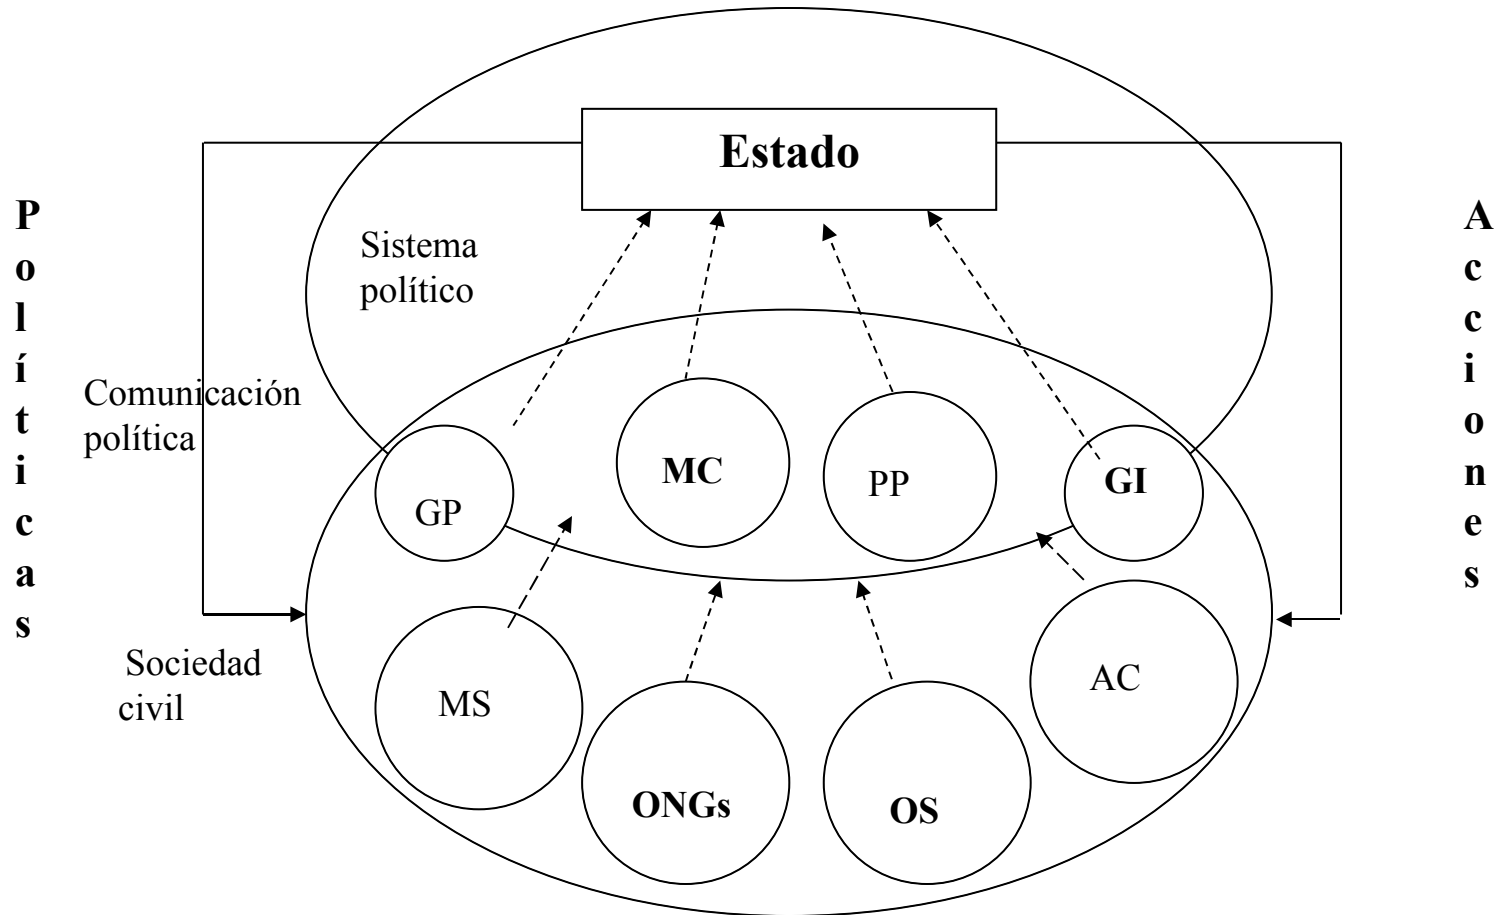 Estado
Políticas
Acciones
Sistema
político
Comunicación
política
MC
PP
GI
GP
Sociedad
civil
MS
AC
ONGs
OS